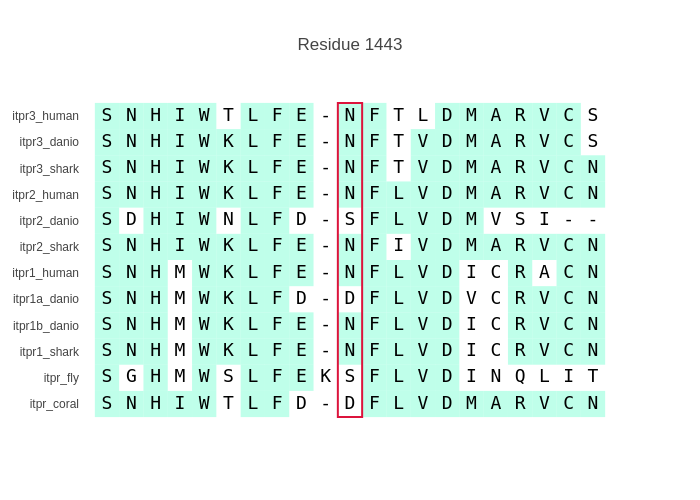 Residue 1443
itpr3_human S N H I W T L F E - N F T L D M A R V C S
itpr3_danio S N H I W K L F E - N F T V D M A R V C S
itpr3_shark S N H I W K L F E - N F T V D M A R V C N
itpr2_human S N H I W K L F E - N F L V D M A R V C N
itpr2_danio S D H I W N L F D - S F L V D M V S I - -
itpr2_shark S N H I W K L F E - N F I V D M A R V C N
itpr1_human S N H M W K L F E - N F L V D I C R A C N
itpr1a_danio S N H M W K L F D - D F L V D V C R V C N
itpr1b_danio S N H M W K L F E - N F L V D I C R V C N
itpr1_shark S N H M W K L F E - N F L V D I C R V C N
itpr_fly S G H M W S L F E K S F L V D I N Q L I T
itpr_coral S N H I W T L F D - D F L V D M A R V C N